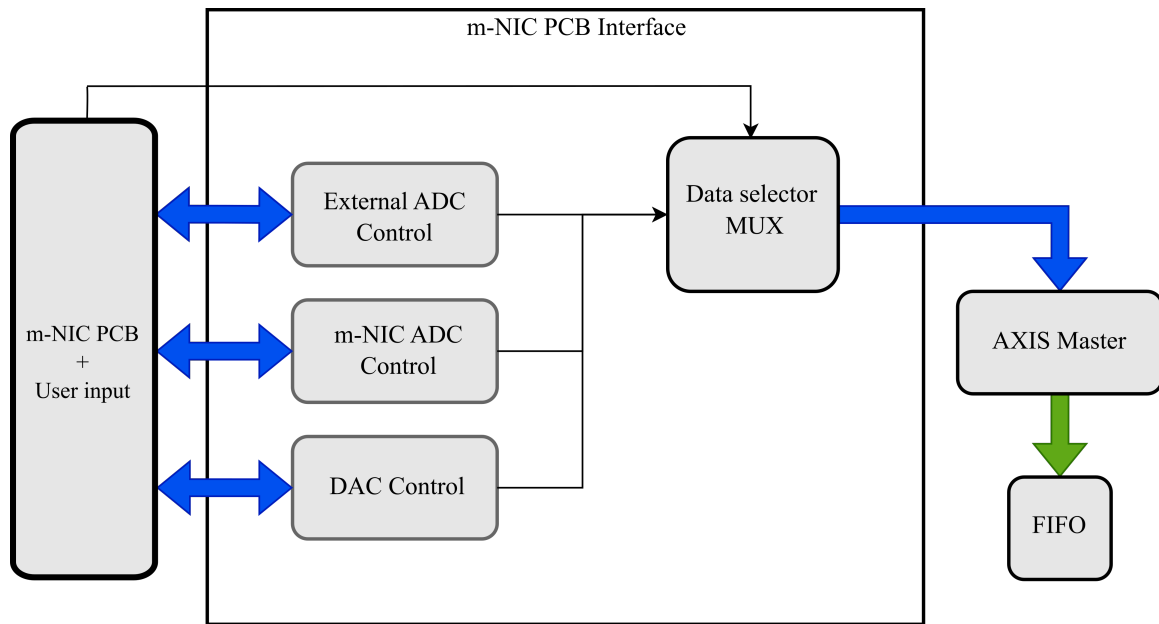 m-NIC PCB Interface
m-NIC PCB
+
User input
External ADC
Control
m-NIC ADC
Control
DAC Control
Data selector
MUX
AXIS Master
FIFO